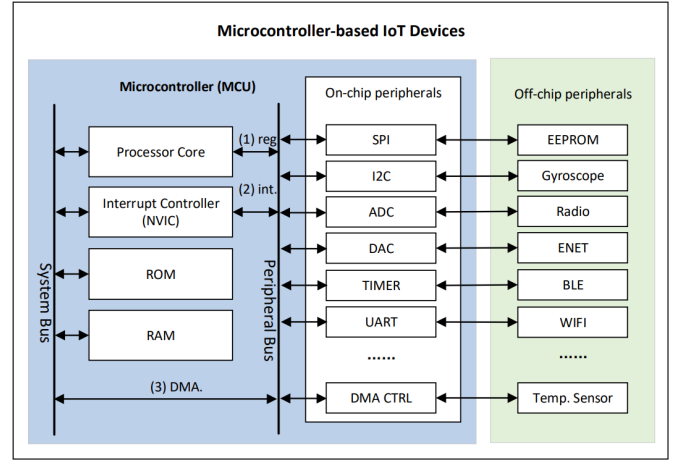 Microcontroller-based IoT Devices
Microcontroller (MCU)
On-chip peripherals
Off-chip peripherals
System Bus
Processor Core
(1) reg
Interrupt Controller
(NVIC)
(2) int.
ROM
RAM
(3) DMA.
Peripheral Bus
SPI
I2C
ADC
DAC
TIMER
UART
......
DMA CTRL
EEPROM
Gyroscope
Radio
ENET
BLE
WIFI
......
Temp. Sensor